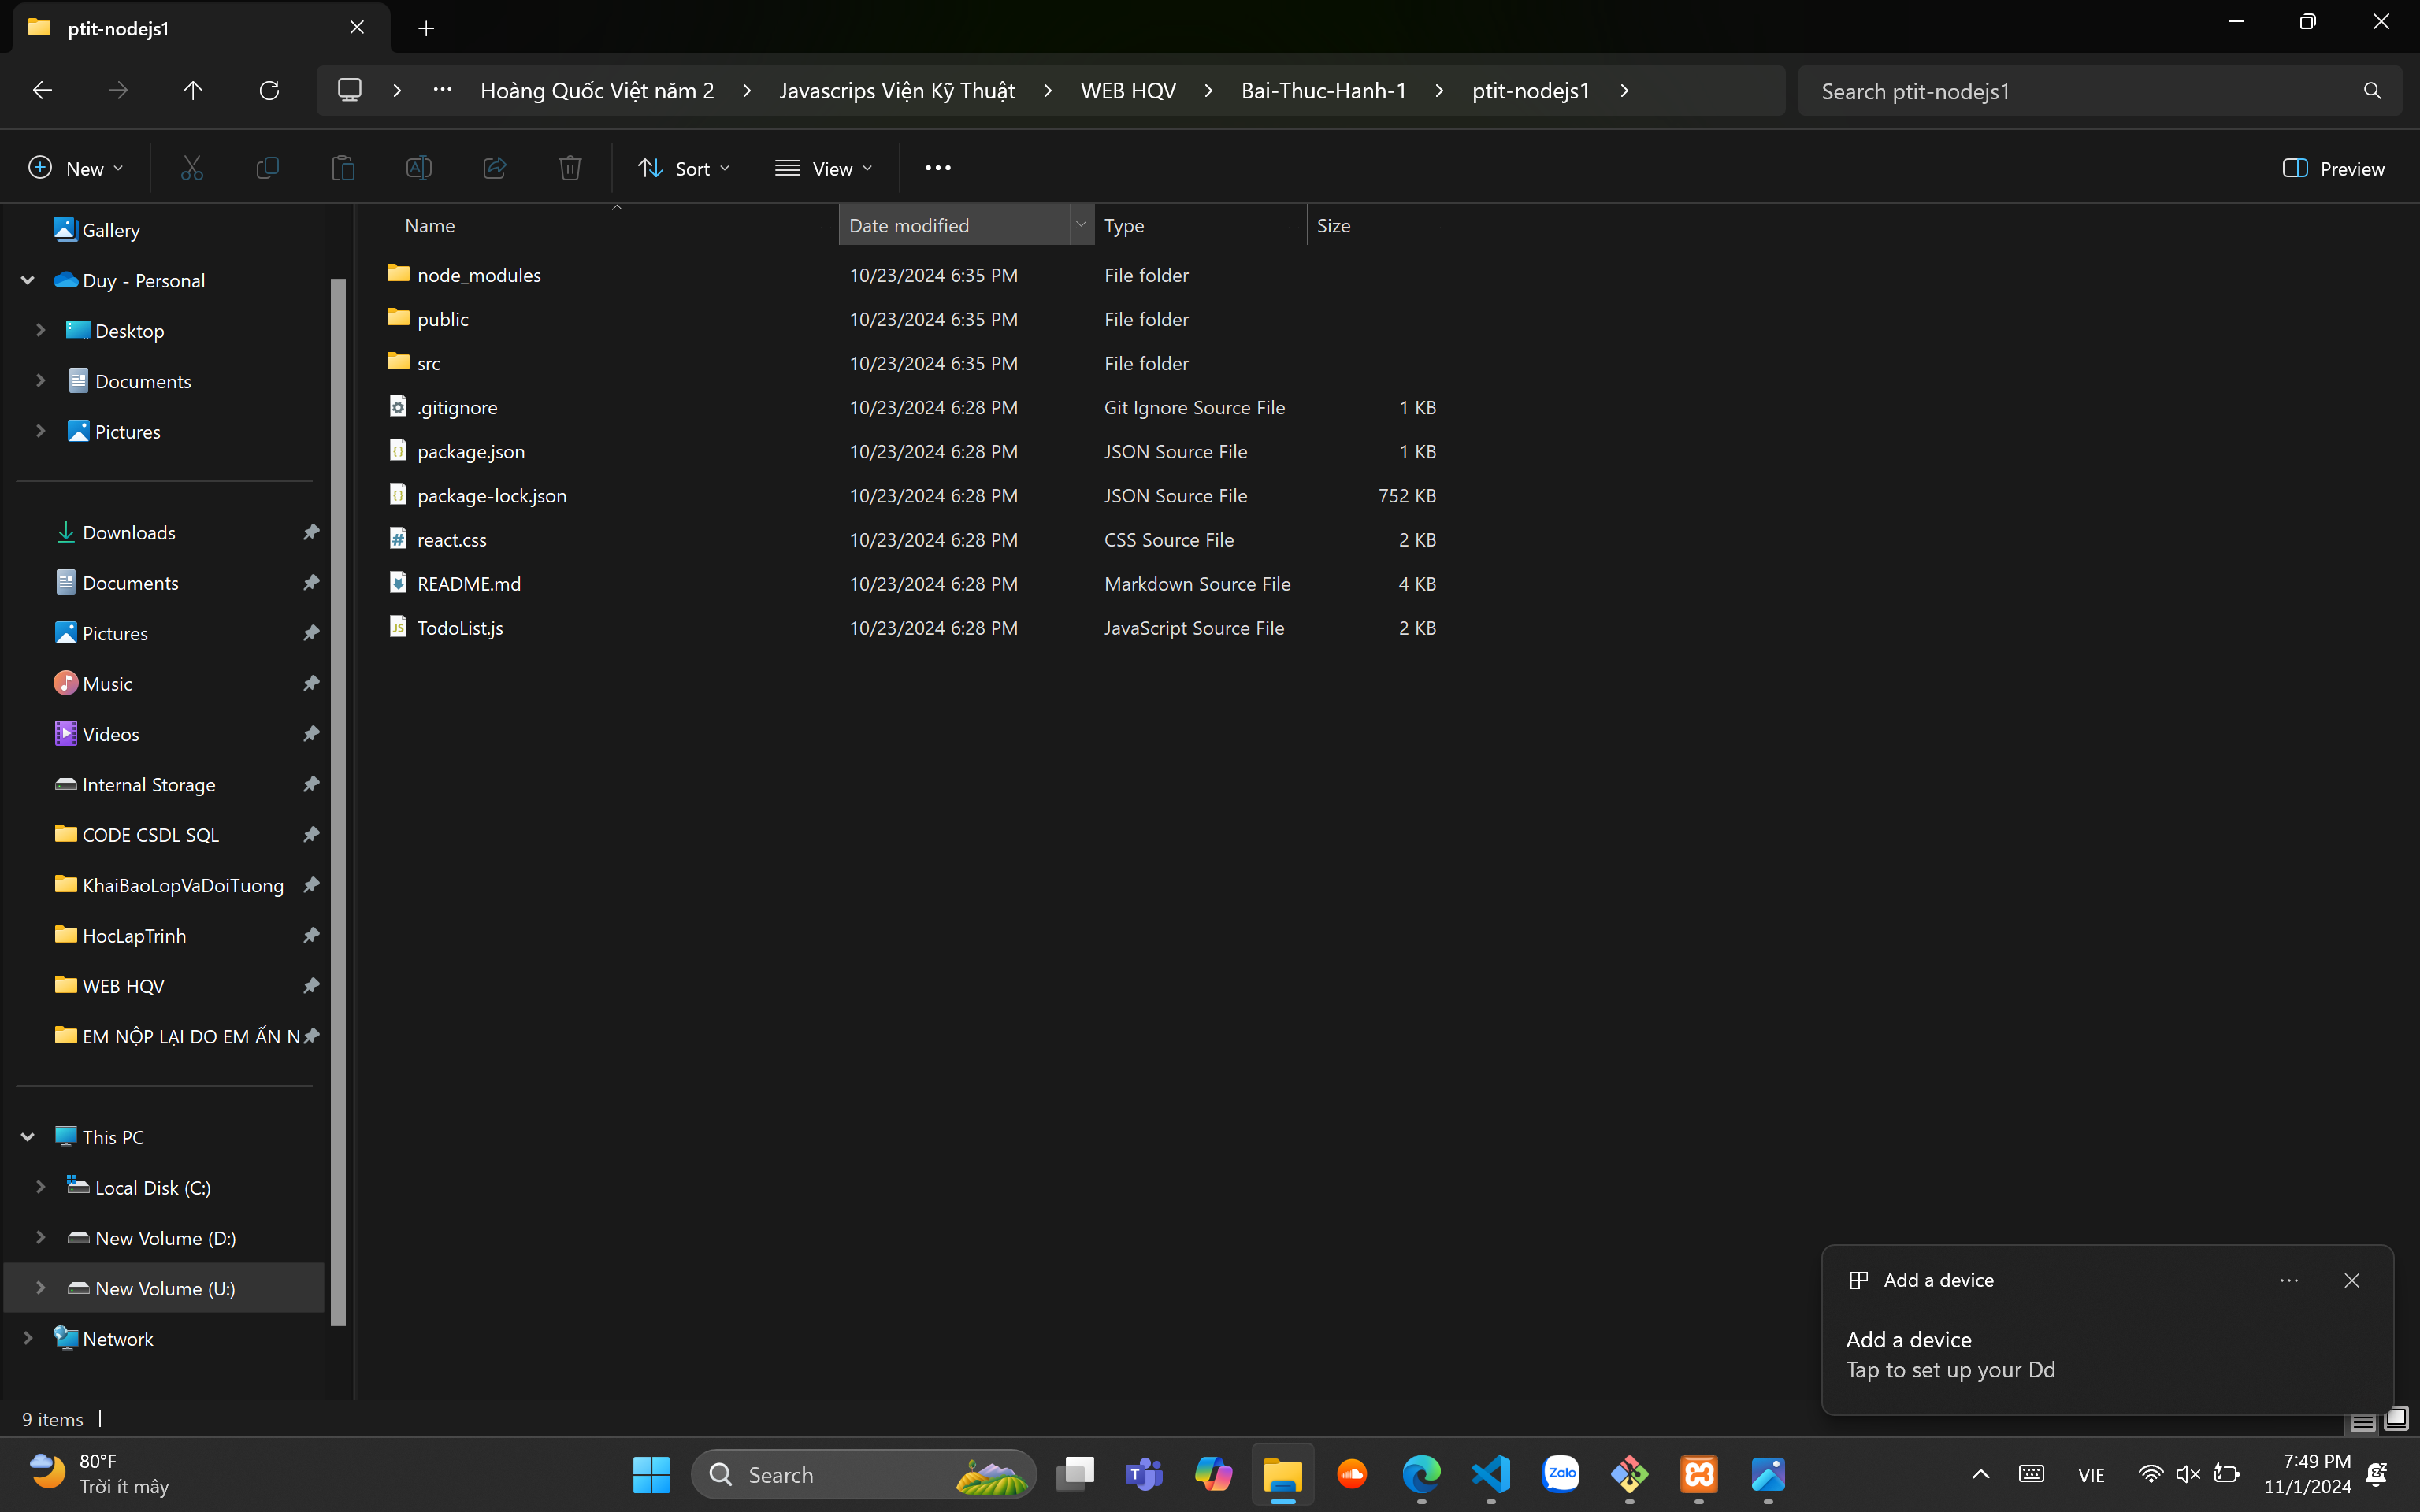 ptit-nodejs1
Hoàng Quốc Việt năm 2 > Javascrips Viện Kỹ Thuật > WEB HQV > Bai-Thuc-Hanh-1 > ptit-nodejs1 >
Search ptit-nodejs1
New
Sort
View
Preview
Name Date modified Type Size
node_modules 10/23/2024 6:35 PM File folder
public 10/23/2024 6:35 PM File folder
src 10/23/2024 6:35 PM File folder
.gitignore 10/23/2024 6:28 PM Git Ignore Source File 1 KB
package.json 10/23/2024 6:28 PM JSON Source File 1 KB
package-lock.json 10/23/2024 6:28 PM JSON Source File 752 KB
react.css 10/23/2024 6:28 PM CSS Source File 2 KB
README.md 10/23/2024 6:28 PM Markdown Source File 4 KB
TodoList.js 10/23/2024 6:28 PM JavaScript Source File 2 KB
Gallery
Duy - Personal
Desktop
Documents
Pictures
Downloads
Documents
Pictures
Music
Videos
Internal Storage
CODE CSDL SQL
KhaiBaoLopVaDoiTuong
HocLapTrinh
WEB HQV
EM NỘP LẠI DO EM ẤN N
This PC
Local Disk (C:)
New Volume (D:)
New Volume (U:)
Network
Add a device
Add a device
Tap to set up your Dd
9 items
80°F
Trời ít mây
Search
Zalo
VIE
7:49 PM
11/1/2024